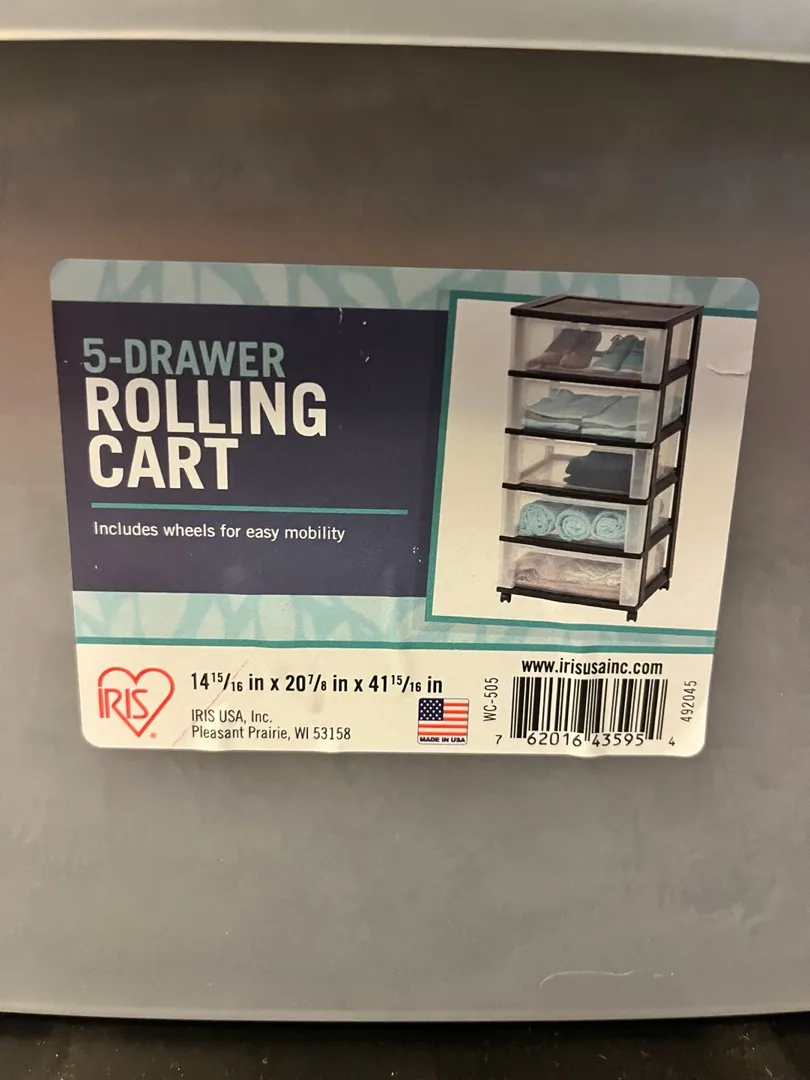 5-DRAWER
ROLLING
CART
Includes wheels for easy mobility
IRIS®
14 15/16 in x 20 7/8 in x 41 15/16 in
IRIS USA, Inc.
Pleasant Prairie, WI 53158
MADE IN USA
WC-505
www.irisusainc.com
7 62016 43595 4
492045